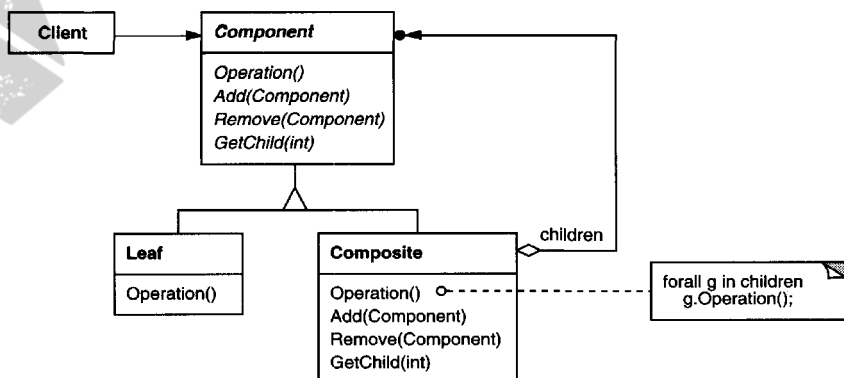 Client
Component
Operation()
Add(Component)
Remove(Component)
GetChild(int)
Leaf
Operation()
Composite
Operation()
Add(Component)
Remove(Component)
GetChild(int)
children
forall g in children
g.Operation();